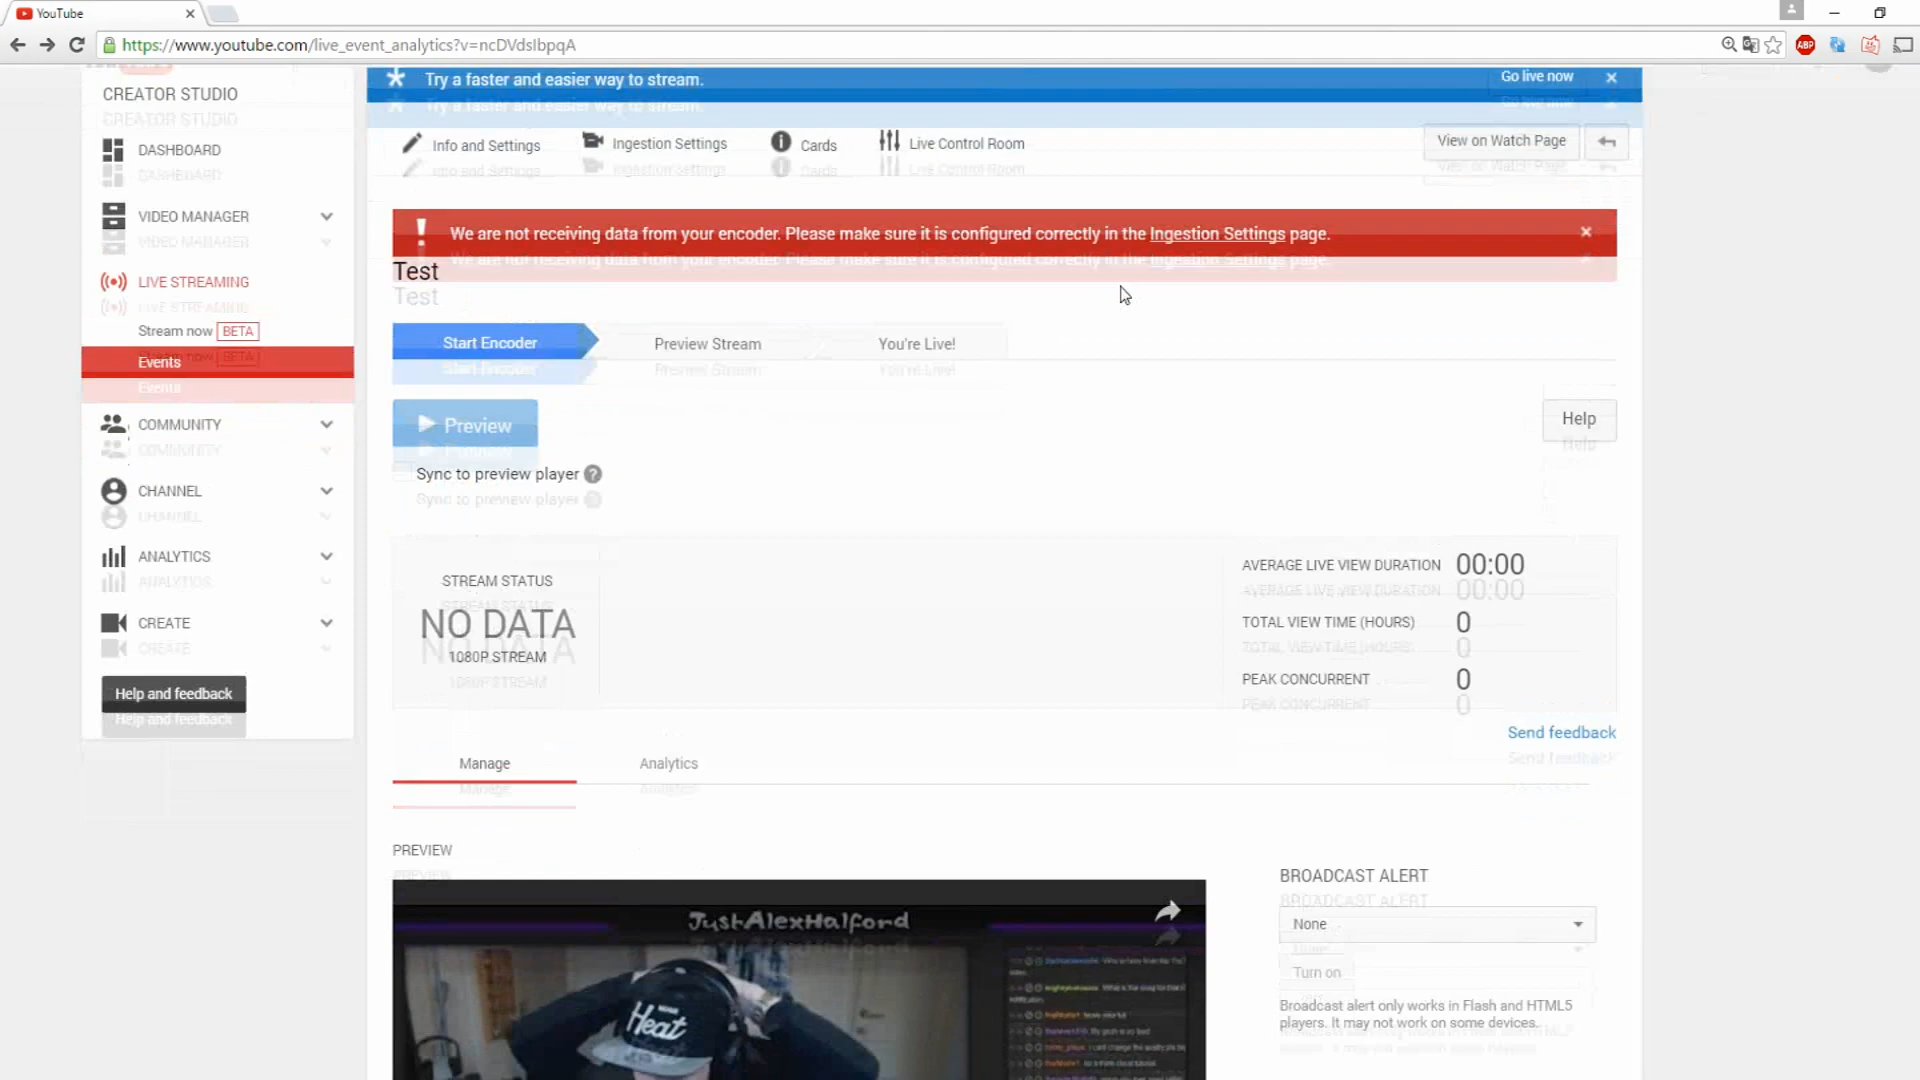 YouTube
https://www.youtube.com/live_event_analytics?v=ncDVdsIbpqA
ABP
CREATOR STUDIO
DASHBOARD
VIDEO MANAGER
LIVE STREAMING
Stream now BETA
Events
COMMUNITY
CHANNEL
ANALYTICS
CREATE
Help and feedback
Try a faster and easier way to stream.
Go live now
Info and Settings
Ingestion Settings
Cards
Live Control Room
View on Watch Page
We are not receiving data from your encoder. Please make sure it is configured correctly in the Ingestion Settings page.
Test
Start Encoder
Preview Stream
You're Live!
Preview
Help
Sync to preview player
STREAM STATUS
NO DATA
1080P STREAM
AVERAGE LIVE VIEW DURATION 00:00
TOTAL VIEW TIME (HOURS) 0
PEAK CONCURRENT 0
Send feedback
Manage
Analytics
PREVIEW
JustAlexHalford
Heat
BROADCAST ALERT
None
Turn on
Broadcast alert only works in Flash and HTML5
players. It may not work on some devices.